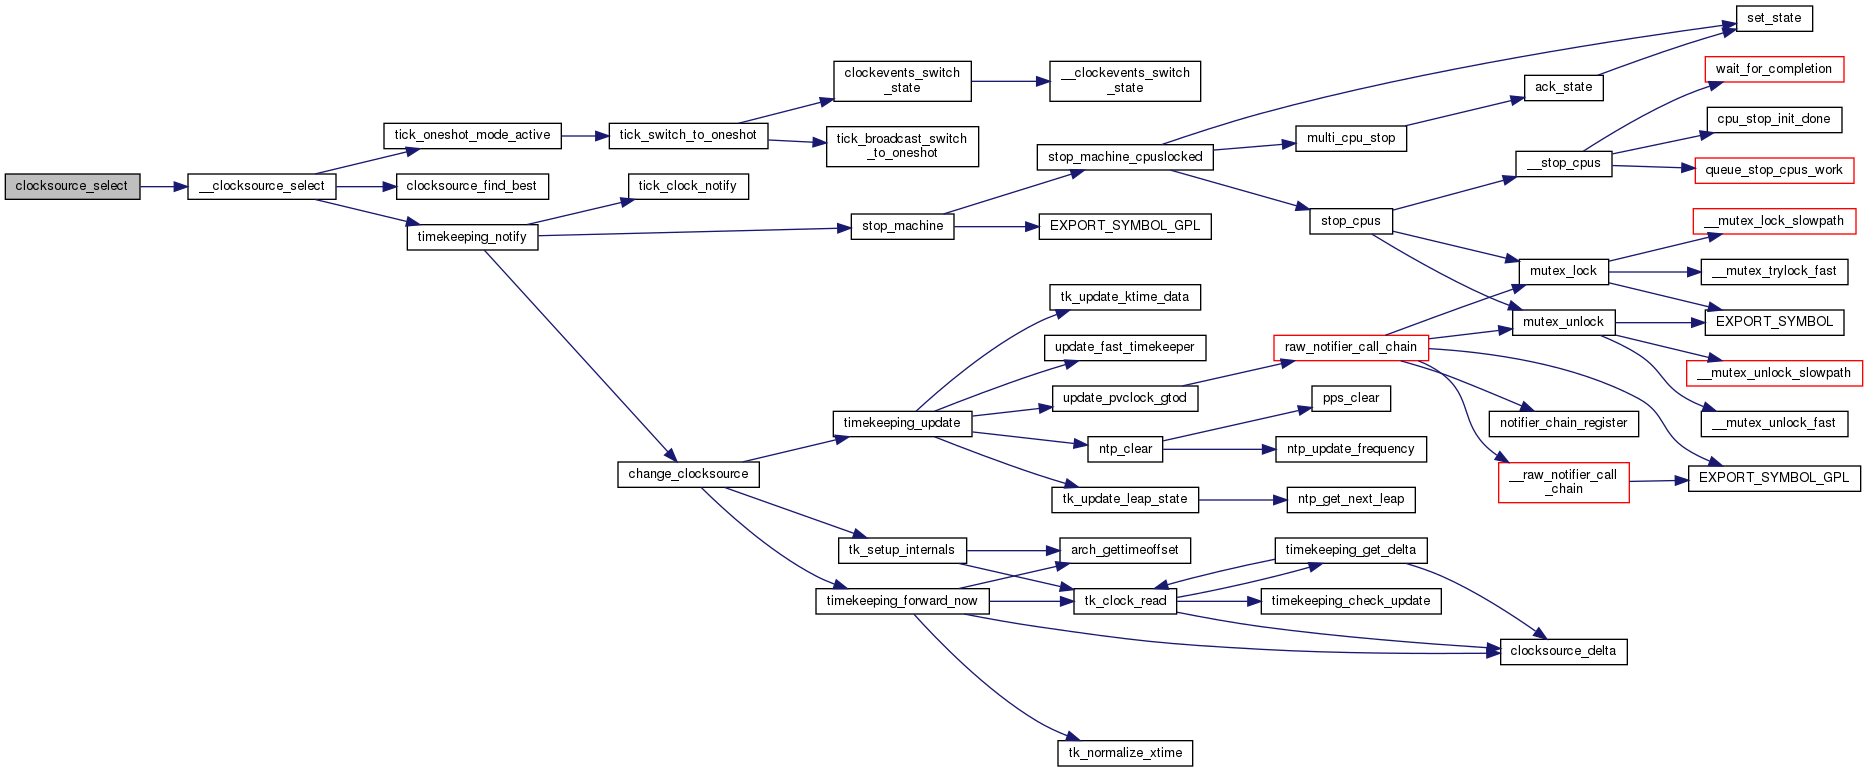 set_state
clockevents_switch
_state
__clockevents_switch
_state
wait_for_completion
ack_state
cpu_stop_init_done
tick_oneshot_mode_active
tick_switch_to_oneshot
tick_broadcast_switch
_to_oneshot
multi_cpu_stop
stop_machine_cpuslocked
__stop_cpus
queue_stop_cpus_work
clocksource_select
__clocksource_select
clocksource_find_best
tick_clock_notify
stop_machine
EXPORT_SYMBOL_GPL
stop_cpus
__mutex_lock_slowpath
timekeeping_notify
mutex_lock
__mutex_trylock_fast
tk_update_ktime_data
mutex_unlock
EXPORT_SYMBOL
update_fast_timekeeper
raw_notifier_call_chain
__mutex_unlock_slowpath
update_pvclock_gtod
pps_clear
timekeeping_update
notifier_chain_register
__mutex_unlock_fast
ntp_clear
ntp_update_frequency
change_clocksource
__raw_notifier_call
_chain
EXPORT_SYMBOL_GPL
tk_update_leap_state
ntp_get_next_leap
tk_setup_internals
arch_gettimeoffset
timekeeping_get_delta
timekeeping_forward_now
tk_clock_read
timekeeping_check_update
clocksource_delta
tk_normalize_xtime